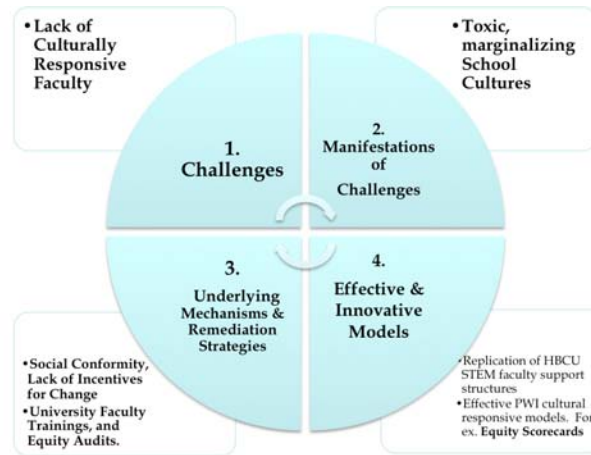 •Lack of
Culturally
Responsive
Faculty
•Toxic,
marginalizing
School
Cultures
1.
Challenges
2.
Manifestations
of
Challenges
3.
Underlying
Mechanisms &
Remediation
Strategies
4.
Effective &
Innovative
Models
•Social Conformity,
Lack of Incentives
for Change
•University Faculty
Trainings, and
Equity Audits.
•Replication of HBCU
STEM faculty support
structures
•Effective PWI cultural
responsive models. For
ex. Equity Scorecards